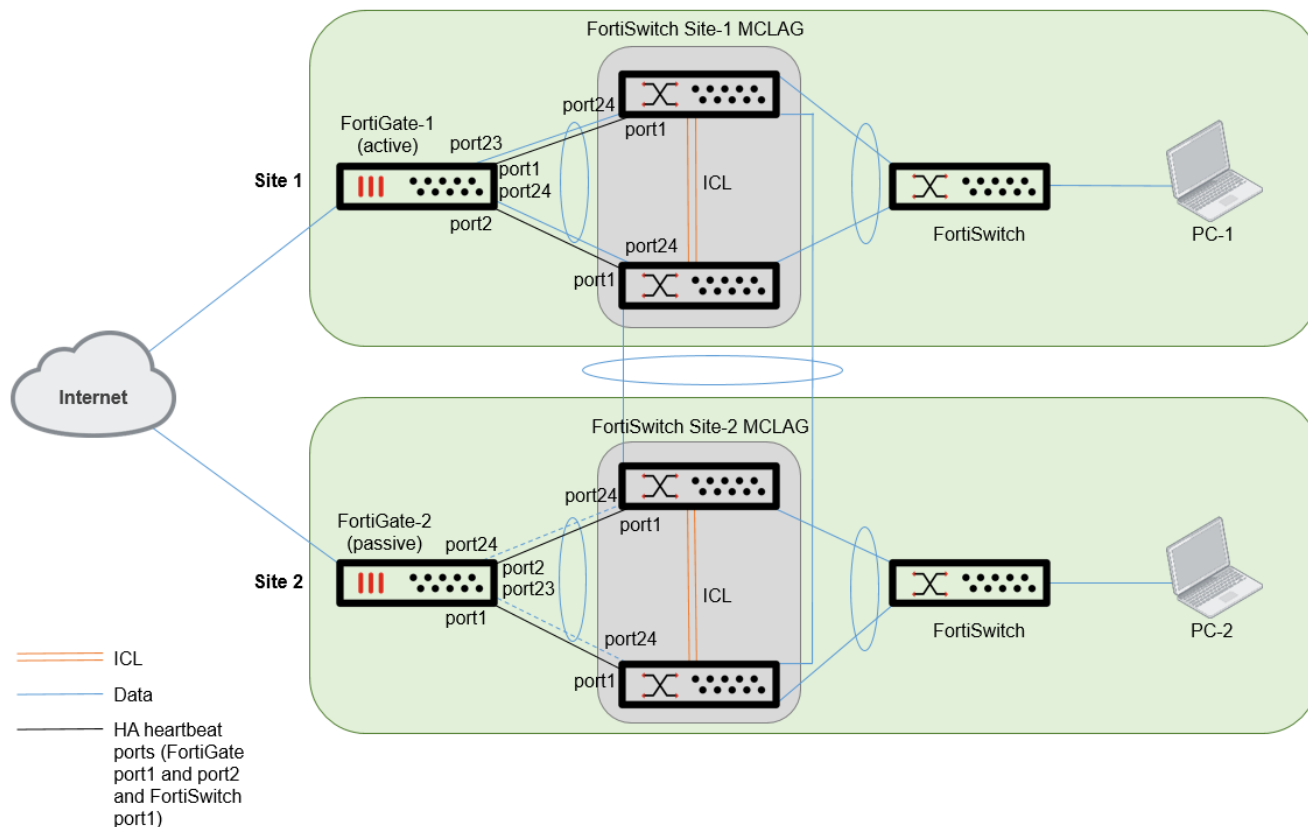 FortiSwitch Site-1 MCLAG
port24
port1
FortiGate-1
(active)
port23
port1
port24
port2
Site 1
ICL
port24
port1
FortiSwitch
PC-1
Internet
FortiSwitch Site-2 MCLAG
port24
port1
FortiGate-2
(passive)
port24
port2
port23
port1
Site 2
ICL
port24
port1
FortiSwitch
PC-2
ICL
Data
HA heartbeat
ports (FortiGate
port1 and port2
and FortiSwitch
port1)